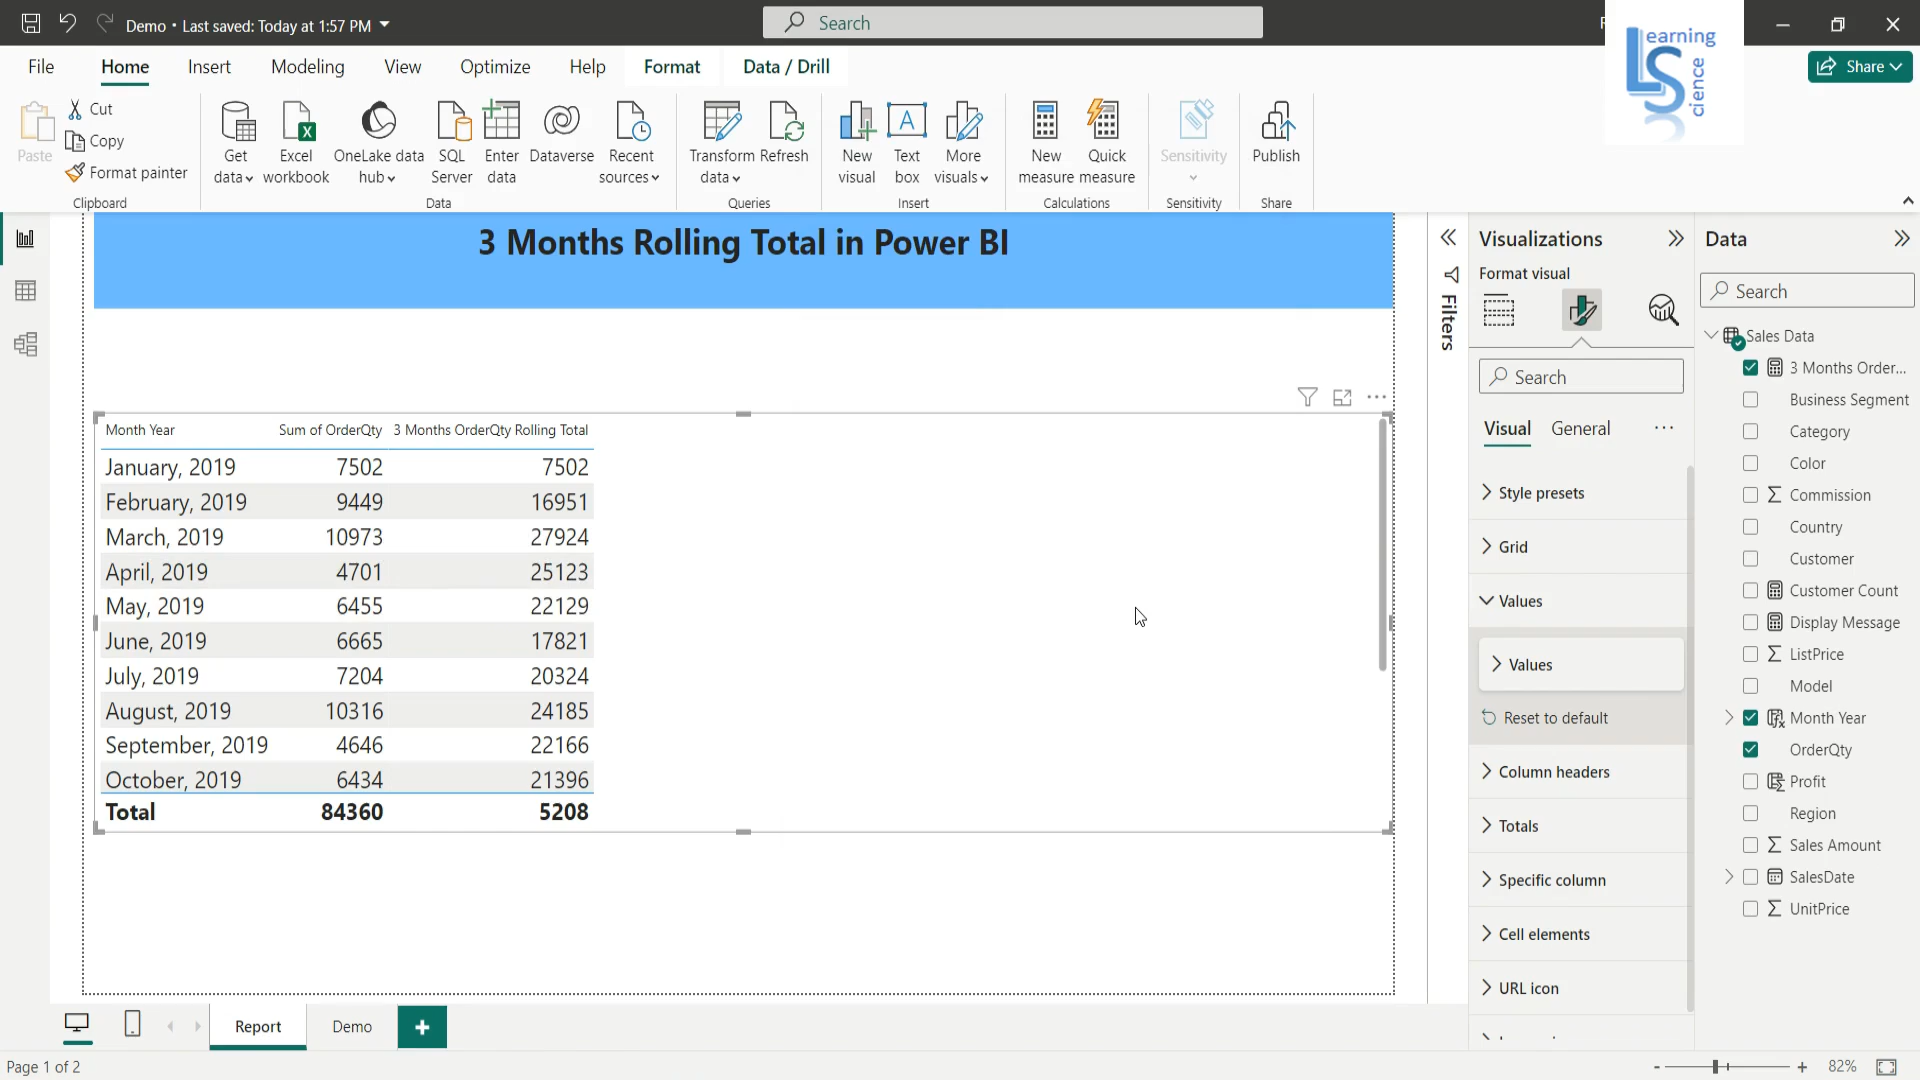 Demo • Last saved: Today at 1:57 PM
Search
Learning Science
Share
File Home Insert Modeling View Optimize Help Format Data / Drill
Paste
Cut
Copy
Format painter
Clipboard
Get data
Excel workbook
OneLake data hub
SQL Server
Enter data
Dataverse
Recent sources
Data
Transform data
Refresh
Queries
New visual
Text box
More visuals
Insert
New measure
Quick measure
Calculations
Sensitivity
Sensitivity
Publish
Share
3 Months Rolling Total in Power BI
Month Year Sum of OrderQty 3 Months OrderQty Rolling Total
January, 2019 7502 7502
February, 2019 9449 16951
March, 2019 10973 27924
April, 2019 4701 25123
May, 2019 6455 22129
June, 2019 6665 17821
July, 2019 7204 20324
August, 2019 10316 24185
September, 2019 4646 22166
October, 2019 6434 21396
Total 84360 5208
Filters
Visualizations
Format visual
Search
Visual General
Style presets
Grid
Values
Values
Reset to default
Column headers
Totals
Specific column
Cell elements
URL icon
Data
Search
Sales Data
3 Months Order...
Business Segment
Category
Color
Commission
Country
Customer
Customer Count
Display Message
ListPrice
Model
Month Year
OrderQty
Profit
Region
Sales Amount
SalesDate
UnitPrice
Report Demo
Page 1 of 2
82%